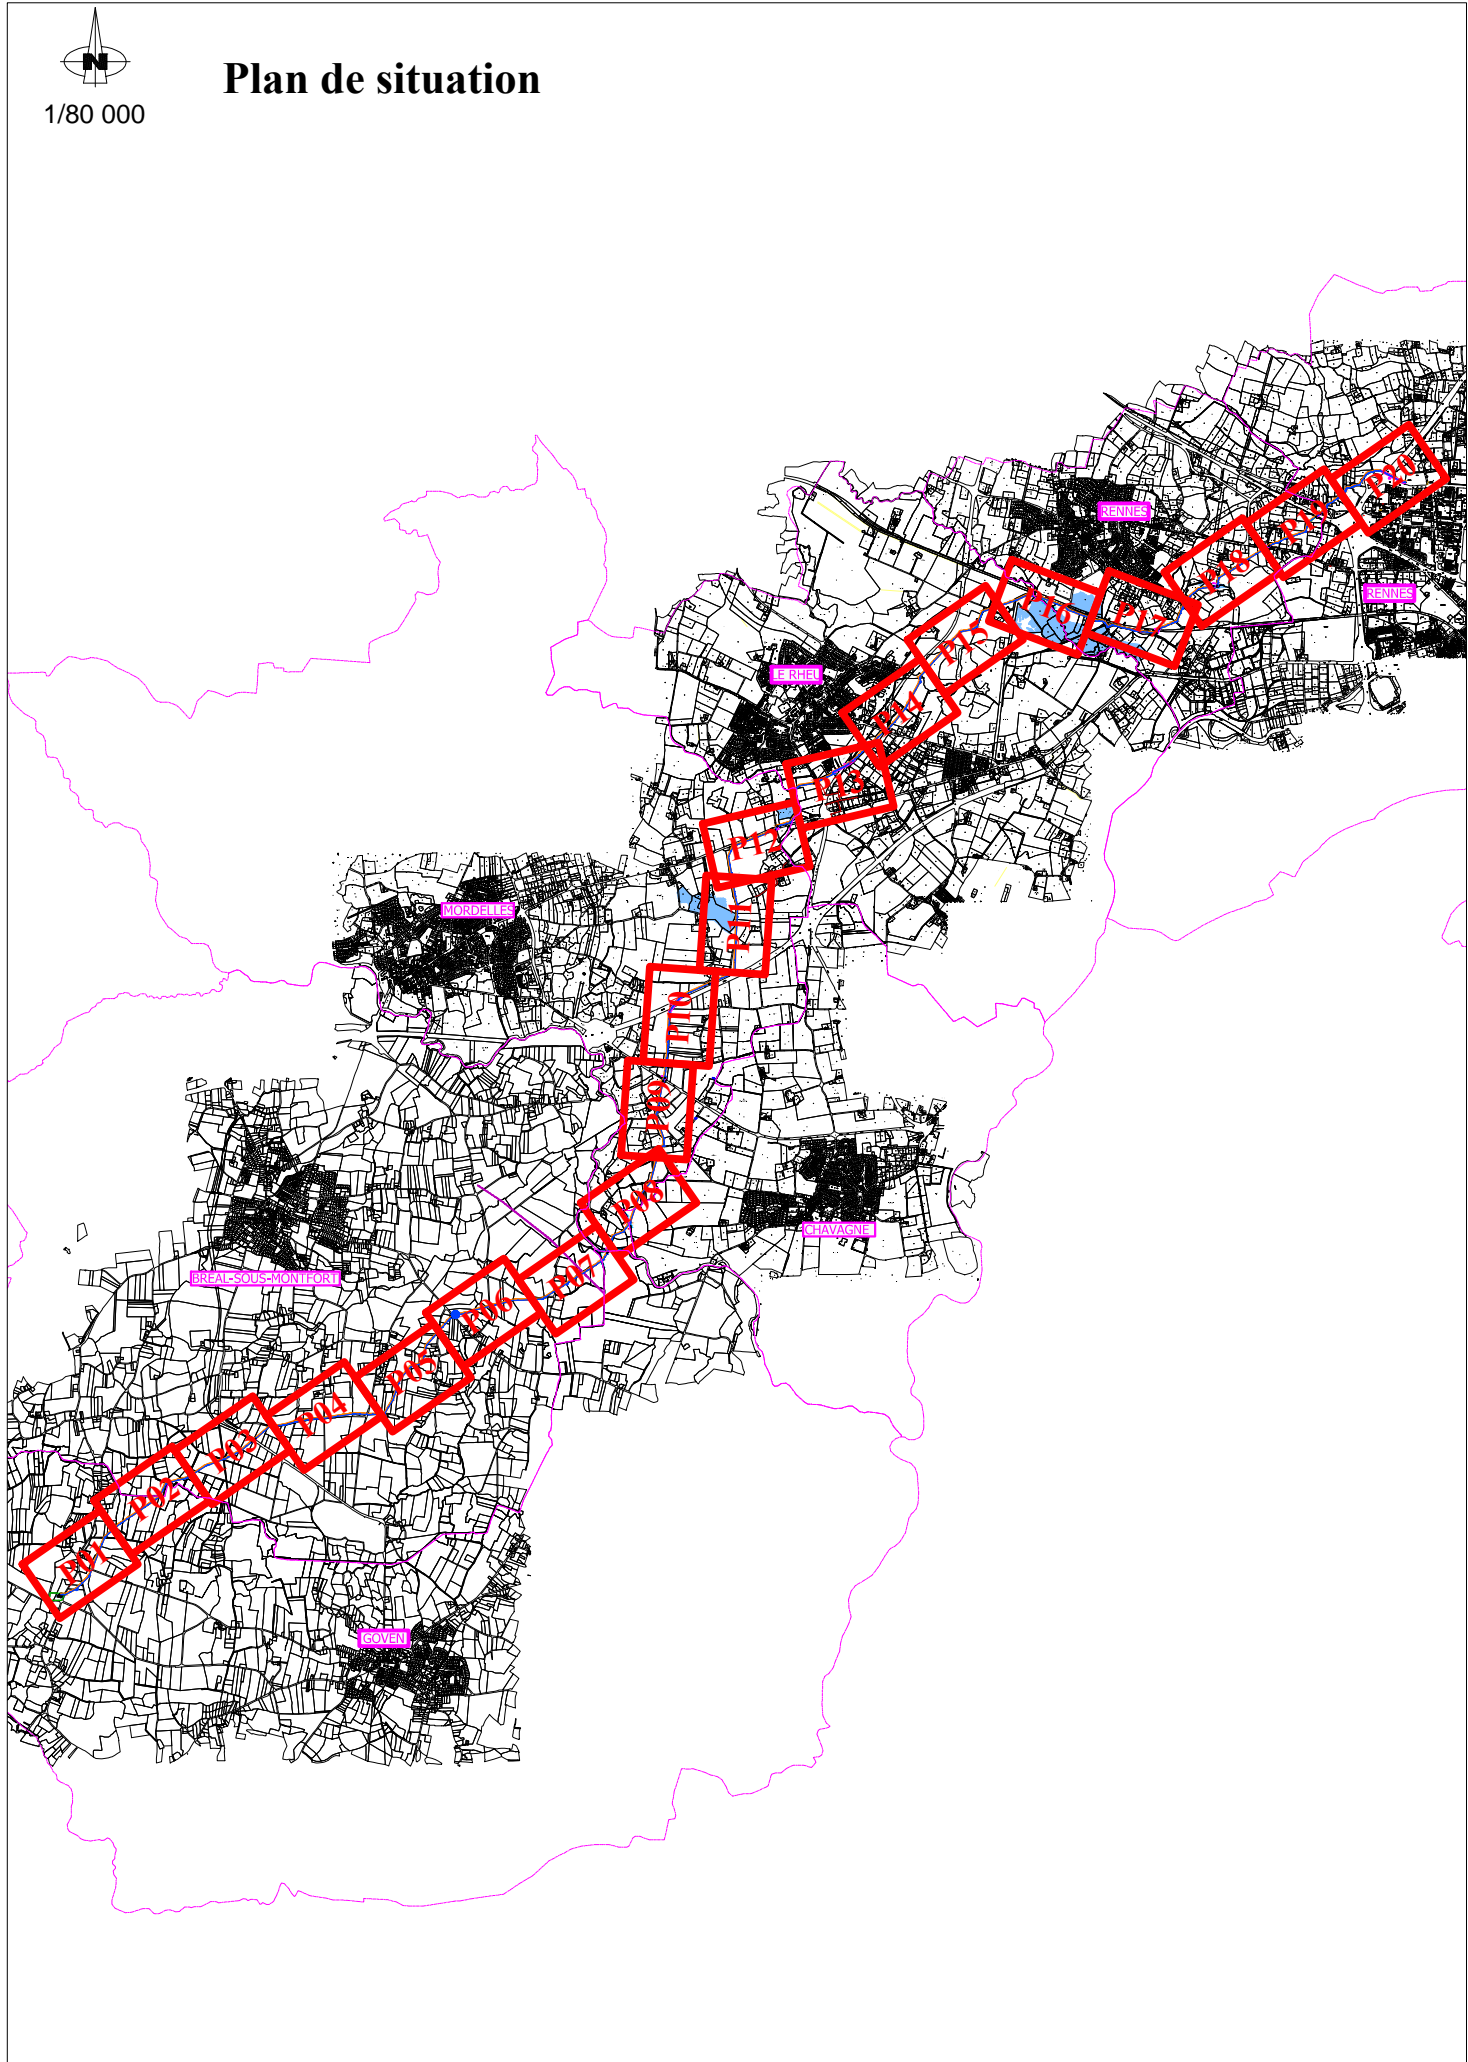 N
1/80 000
Plan de situation
RENNES
RENNES
LE RHEU
MORDELLES
CHAVAGNE
BREAL-SOUS-MONTFORT
GOVEN
P20
P19
P18
P17
P16
P15
P14
P13
P12
P11
P10
P09
P08
P07
P06
P05
P04
P03
P02
P01